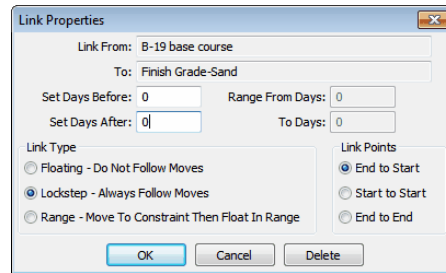 Link Properties
Link From: B-19 base course
To: Finish Grade-Sand
Set Days Before: 0 Range From Days: 0
Set Days After: 0 To Days: 0
Link Type Link Points
Floating - Do Not Follow Moves End to Start
Lockstep - Always Follow Moves Start to Start
Range - Move To Constraint Then Float In Range End to End
OK Cancel Delete